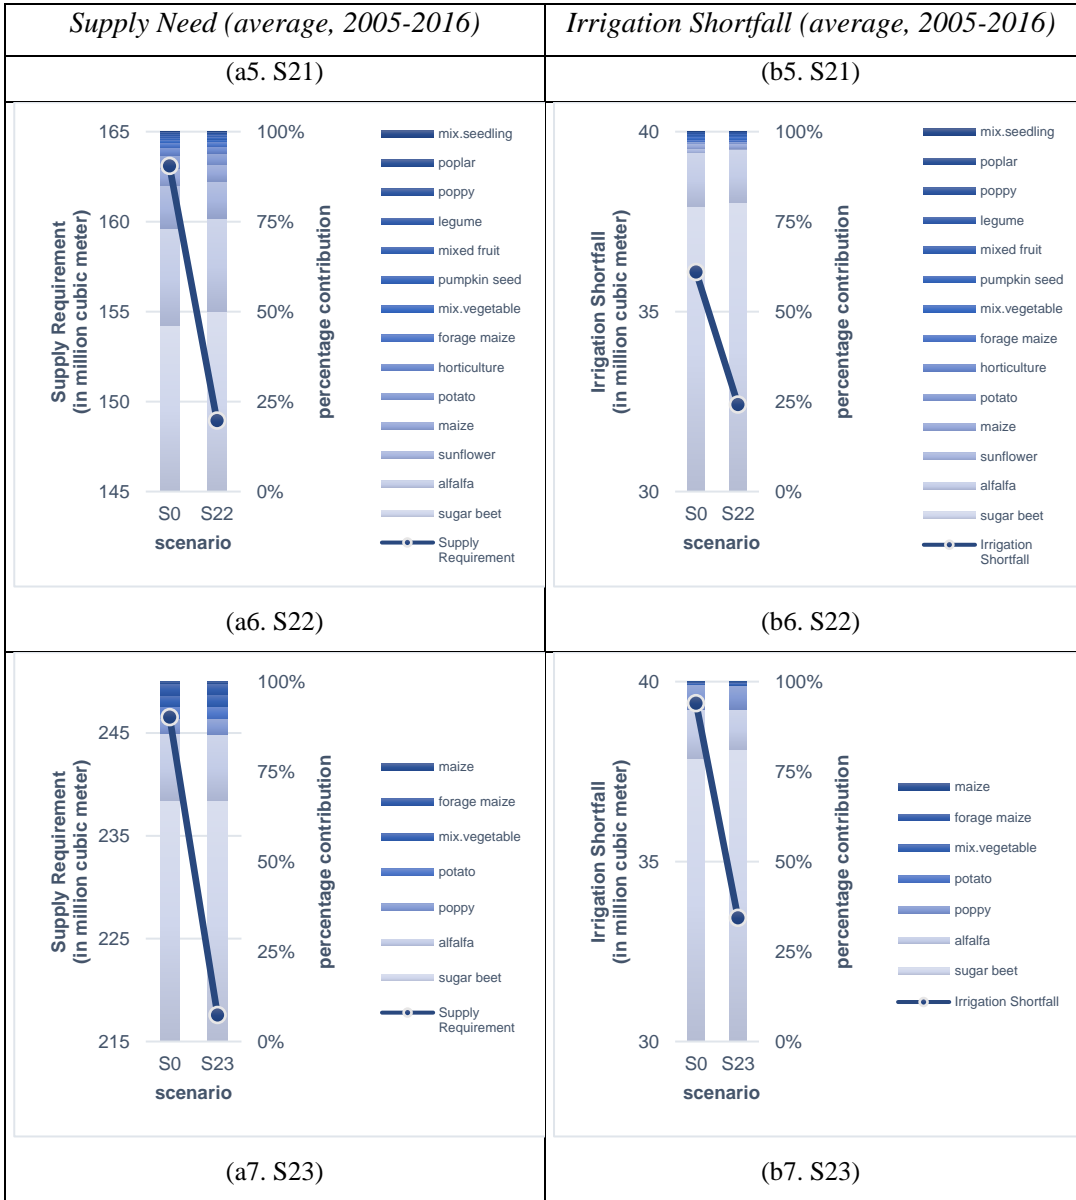 Supply Need (average, 2005-2016)
Irrigation Shortfall (average, 2005-2016)
(a5. S21)
(b5. S21)
Supply Requirement
(in million cubic meter)
165
160
155
150
145
100%
75%
50%
25%
0%
percentage contribution
S0 S22
scenario
mix.seedling
poplar
poppy
legume
mixed fruit
pumpkin seed
mix.vegetable
forage maize
horticulture
potato
maize
sunflower
alfalfa
sugar beet
Supply
Requirement
Irrigation Shortfall
(in million cubic meter)
40
35
30
100%
75%
50%
25%
0%
percentage contribution
S0 S22
scenario
mix.seedling
poplar
poppy
legume
mixed fruit
pumpkin seed
mix.vegetable
forage maize
horticulture
potato
maize
sunflower
alfalfa
sugar beet
Irrigation
Shortfall
(a6. S22)
(b6. S22)
Supply Requirement
(in million cubic meter)
245
235
225
215
100%
75%
50%
25%
0%
percentage contribution
S0 S23
scenario
maize
forage maize
mix.vegetable
potato
poppy
alfalfa
sugar beet
Supply
Requirement
Irrigation Shortfall
(in million cubic meter)
40
35
30
100%
75%
50%
25%
0%
percentage contribution
S0 S23
scenario
maize
forage maize
mix.vegetable
potato
poppy
alfalfa
sugar beet
Irrigation Shortfall
(a7. S23)
(b7. S23)